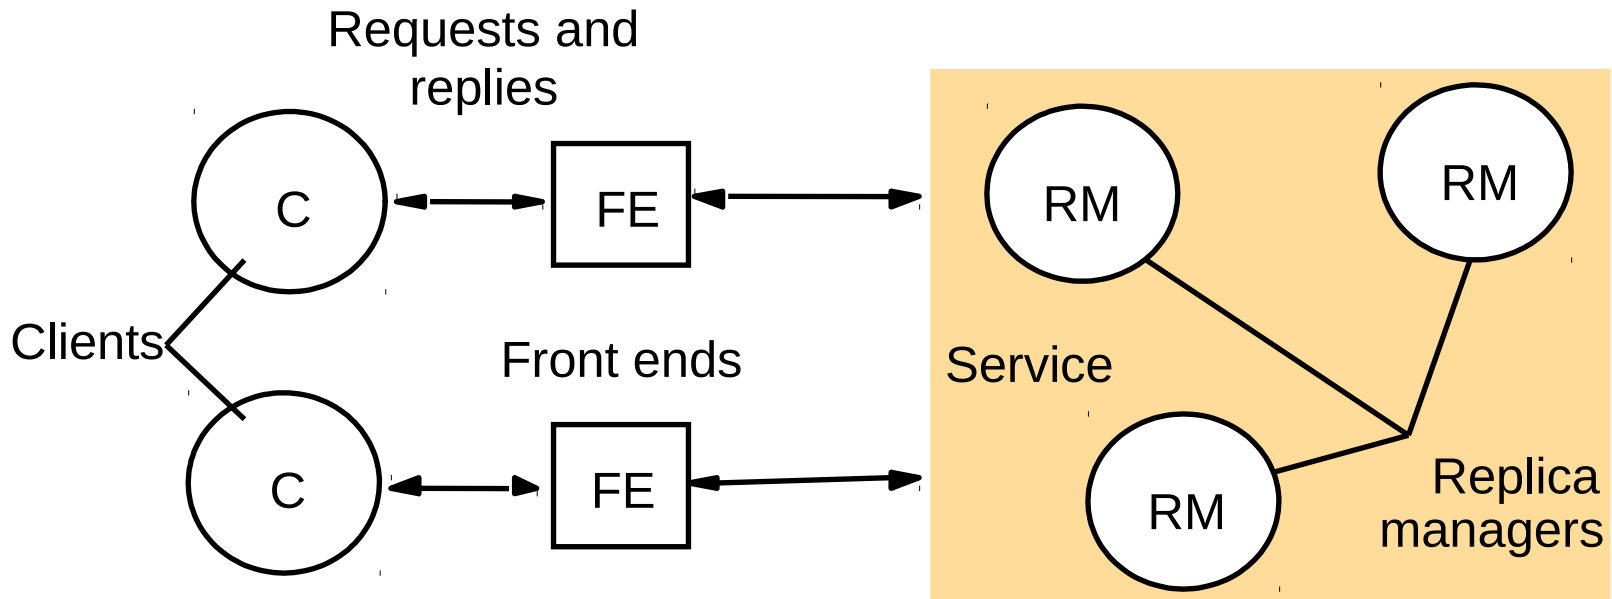 Requests and
replies
C
FE
RM
RM
Clients
Front ends
Service
C
FE
RM
Replica
managers